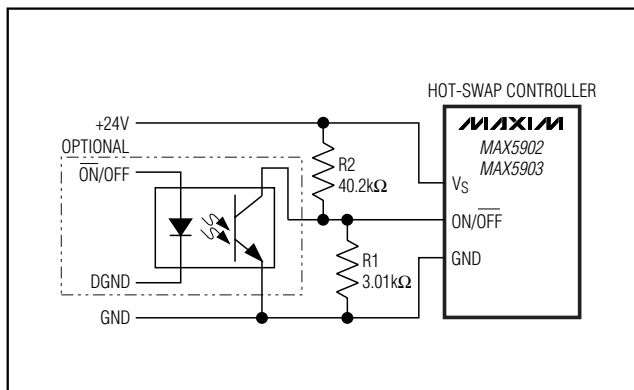 HOT-SWAP CONTROLLER
MAXIM
MAX5902
MAX5903
+24V
OPTIONAL
ON/OFF
R2
40.2kΩ
VS
ON/OFF
R1
3.01kΩ
GND
DGND
GND